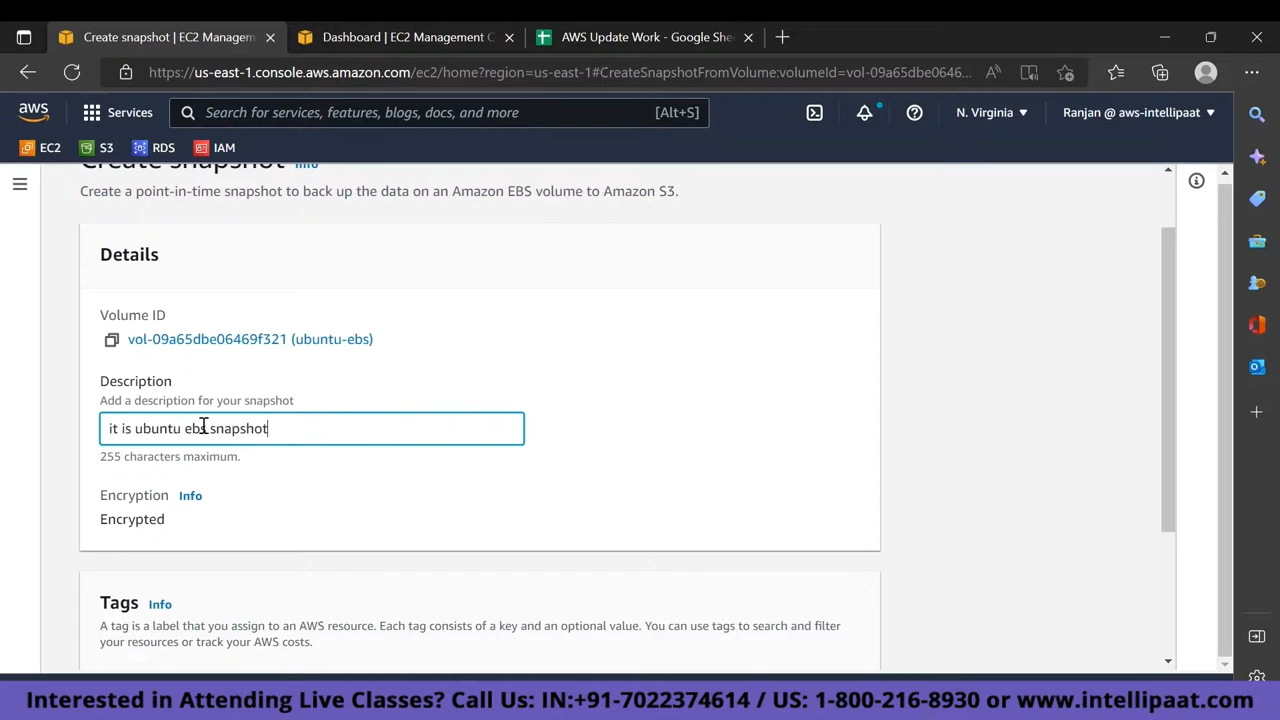 Create snapshot | EC2 Managem
Dashboard | EC2 Management C
AWS Update Work - Google She
https://us-east-1.console.aws.amazon.com/ec2/home?region=us-east-1#CreateSnapshotFromVolume:volumeId=vol-09a65dbe0646...
aws
Services
Search for services, features, blogs, docs, and more
[Alt+S]
N. Virginia
Ranjan @ aws-intellipaat
EC2
S3
RDS
IAM
Create snapshot Info
Create a point-in-time snapshot to back up the data on an Amazon EBS volume to Amazon S3.
Details
Volume ID
vol-09a65dbe06469f321 (ubuntu-ebs)
Description
Add a description for your snapshot
it is ubuntu ebs snapshot
255 characters maximum.
Encryption Info
Encrypted
Tags Info
A tag is a label that you assign to an AWS resource. Each tag consists of a key and an optional value. You can use tags to search and filter
your resources or track your AWS costs.
Interested in Attending Live Classes? Call Us: IN:+91-7022374614 / US: 1-800-216-8930 or www.intellipaat.com